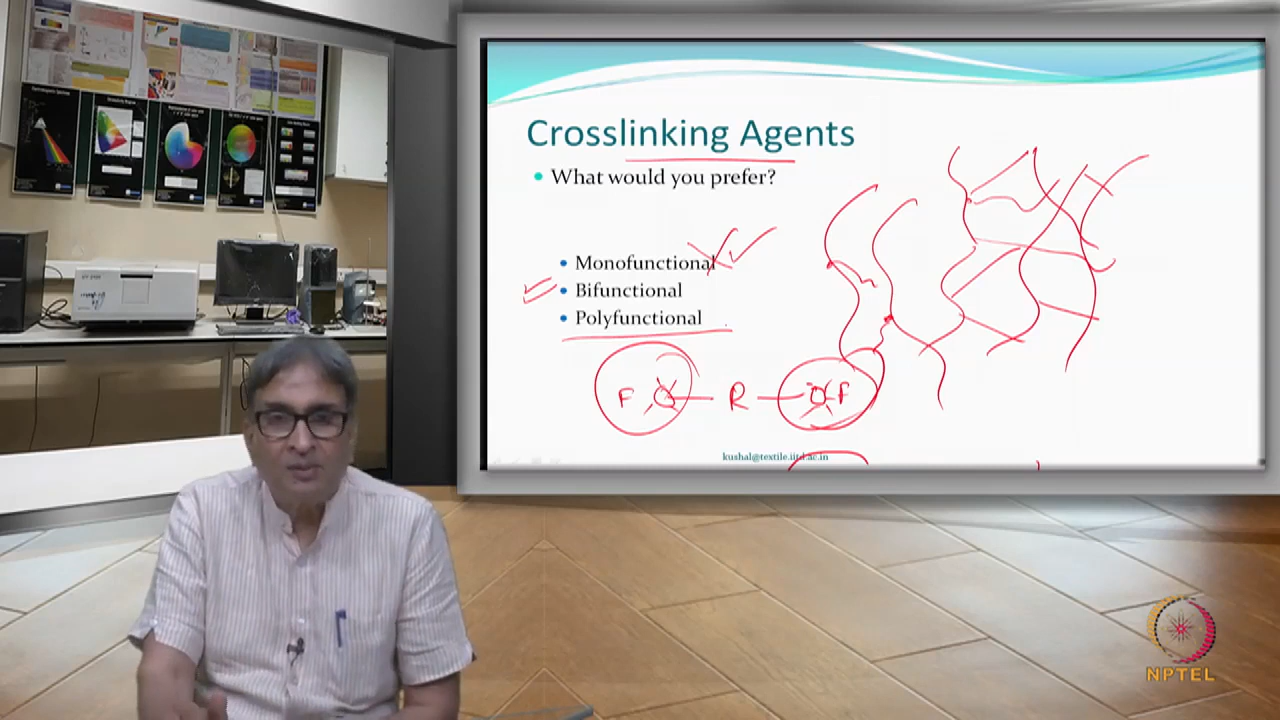 Crosslinking Agents
What would you prefer?
Monofunctional
Bifunctional
Polyfunctional
F
R
F
kushal@textile.iitd.ac.in
NPTEL